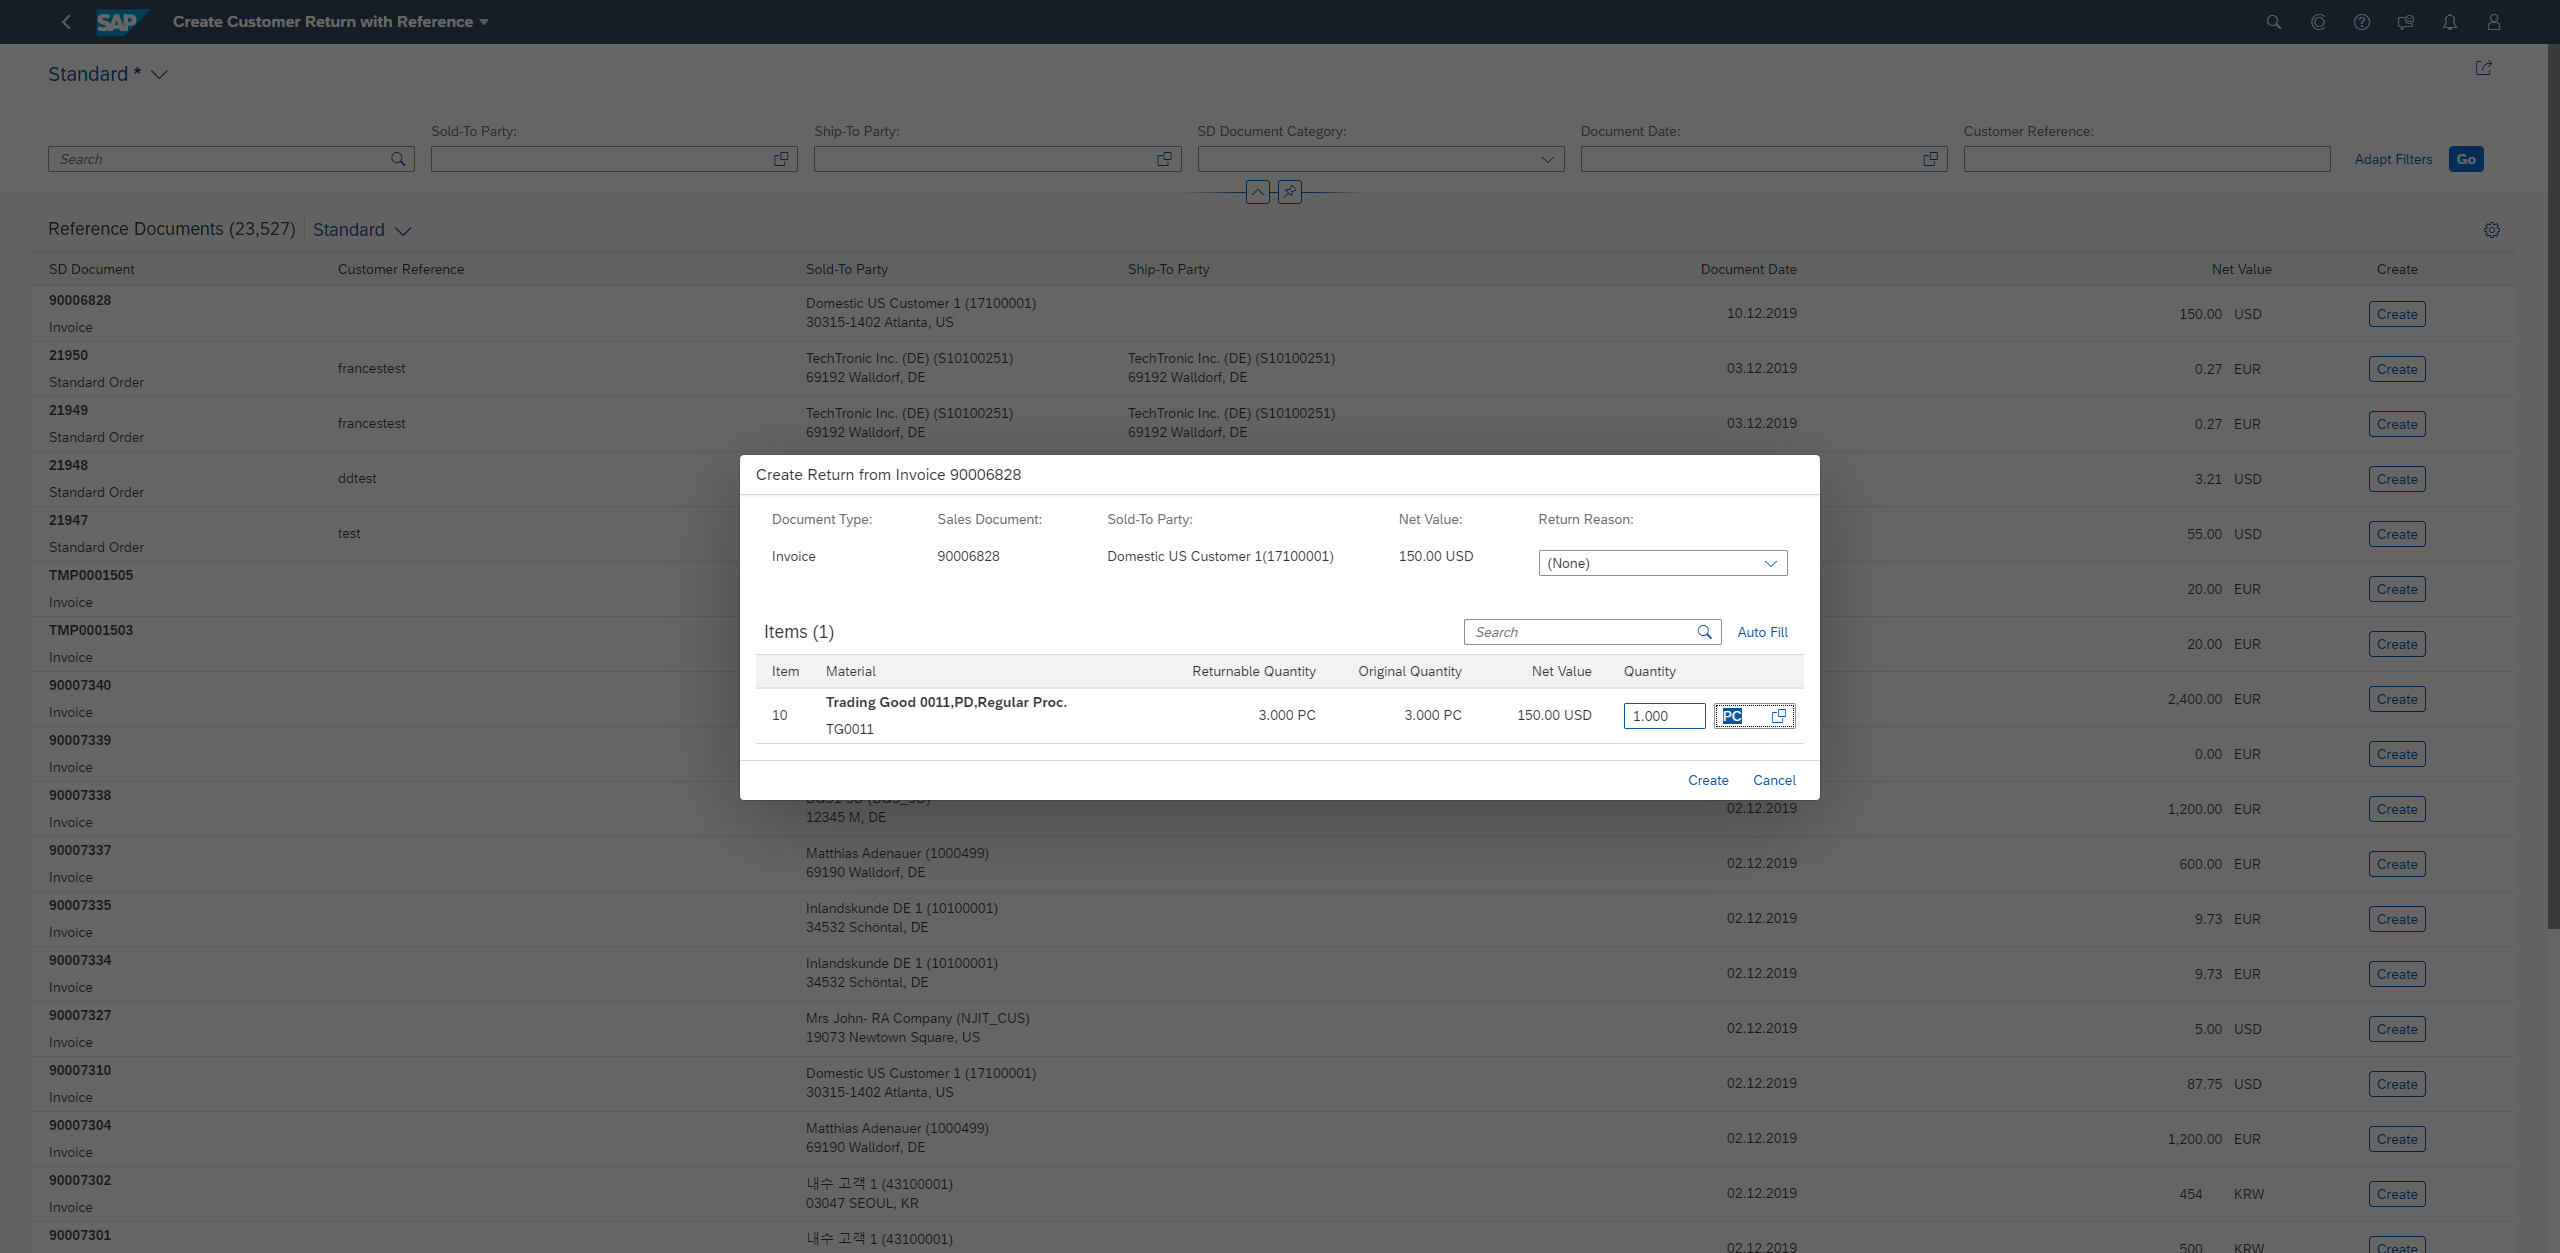 SAP Create Customer Return with Reference
Standard *
Sold-To Party: Ship-To Party: SD Document Category: Document Date: Customer Reference:
Search Adapt Filters Go
Reference Documents (23,527) Standard
SD Document Customer Reference Sold-To Party Ship-To Party Document Date Net Value Create
90006828
Invoice
Domestic US Customer 1 (17100001)
30315-1402 Atlanta, US
10.12.2019 150.00 USD Create
21950
Standard Order
francestest
TechTronic Inc. (DE) (S10100251)
69192 Walldorf, DE
TechTronic Inc. (DE) (S10100251)
69192 Walldorf, DE
03.12.2019 0.27 EUR Create
21949
Standard Order
francestest
TechTronic Inc. (DE) (S10100251)
69192 Walldorf, DE
TechTronic Inc. (DE) (S10100251)
69192 Walldorf, DE
03.12.2019 0.27 EUR Create
21948
Standard Order
ddtest
3.21 USD Create
21947
Standard Order
test
55.00 USD Create
TMP0001505
Invoice
20.00 EUR Create
TMP0001503
Invoice
20.00 EUR Create
90007340
Invoice
2,400.00 EUR Create
90007339
Invoice
0.00 EUR Create
90007338
Invoice
12345 M, DE
02.12.2019 1,200.00 EUR Create
90007337
Invoice
Matthias Adenauer (1000499)
69190 Walldorf, DE
02.12.2019 600.00 EUR Create
90007335
Invoice
Inlandskunde DE 1 (10100001)
34532 Schöntal, DE
02.12.2019 9.73 EUR Create
90007334
Invoice
Inlandskunde DE 1 (10100001)
34532 Schöntal, DE
02.12.2019 9.73 EUR Create
90007327
Invoice
Mrs John- RA Company (NJIT_CUS)
19073 Newtown Square, US
02.12.2019 5.00 USD Create
90007310
Invoice
Domestic US Customer 1 (17100001)
30315-1402 Atlanta, US
02.12.2019 87.75 USD Create
90007304
Invoice
Matthias Adenauer (1000499)
69190 Walldorf, DE
02.12.2019 1,200.00 EUR Create
90007302
Invoice
내수 고객 1 (43100001)
03047 SEOUL, KR
02.12.2019 454 KRW Create
90007301
내수 고객 1 (43100001)
02.12.2019 500 KRW Create
Create Return from Invoice 90006828
Document Type: Sales Document: Sold-To Party: Net Value: Return Reason:
Invoice 90006828 Domestic US Customer 1(17100001) 150.00 USD (None)
Items (1) Search Auto Fill
Item Material Returnable Quantity Original Quantity Net Value Quantity
Trading Good 0011,PD,Regular Proc.
10 3.000 PC 3.000 PC 150.00 USD 1.000 PC
TG0011
Create Cancel